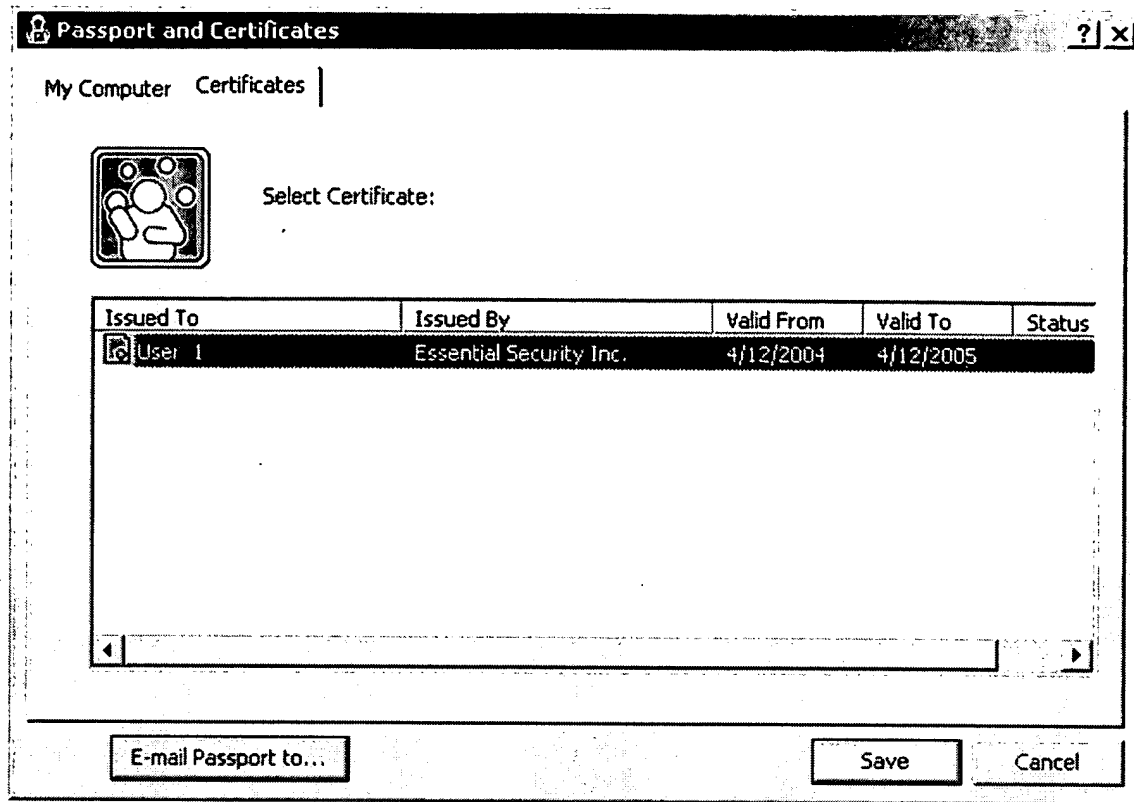 Passport and Certificates
My Computer Certificates
Select Certificate:
Issued To Issued By Valid From Valid To Status
User 1 Essential Security Inc. 4/12/2004 4/12/2005
E-mail Passport to... Save Cancel